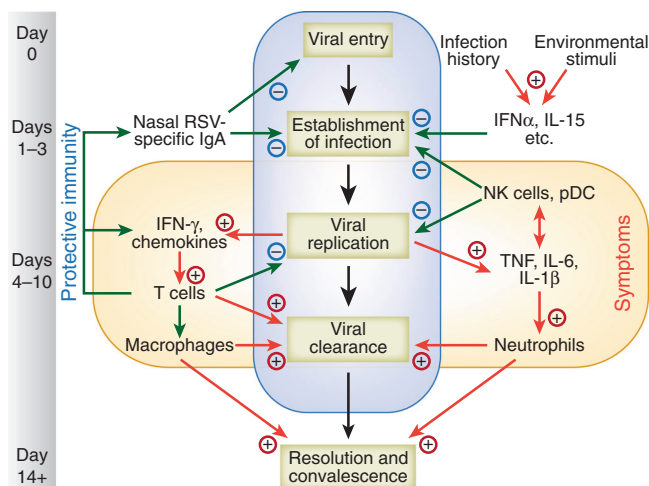 Day
0
Viral entry
Infection
history
Environmental
stimuli
+
−
Days
1–3
Nasal RSV-
specific IgA
−
Establishment
of infection
−
IFNα, IL-15
etc.
−
Protective immunity
NK cells, pDC
Days
4–10
IFN-γ,
chemokines
+
Viral
replication
−
+
−
+
TNF, IL-6,
IL-1β
Symptoms
T cells
+
+
Macrophages
+
Viral
clearance
+
Neutrophils
Day
14+
+
Resolution and
convalescence
+